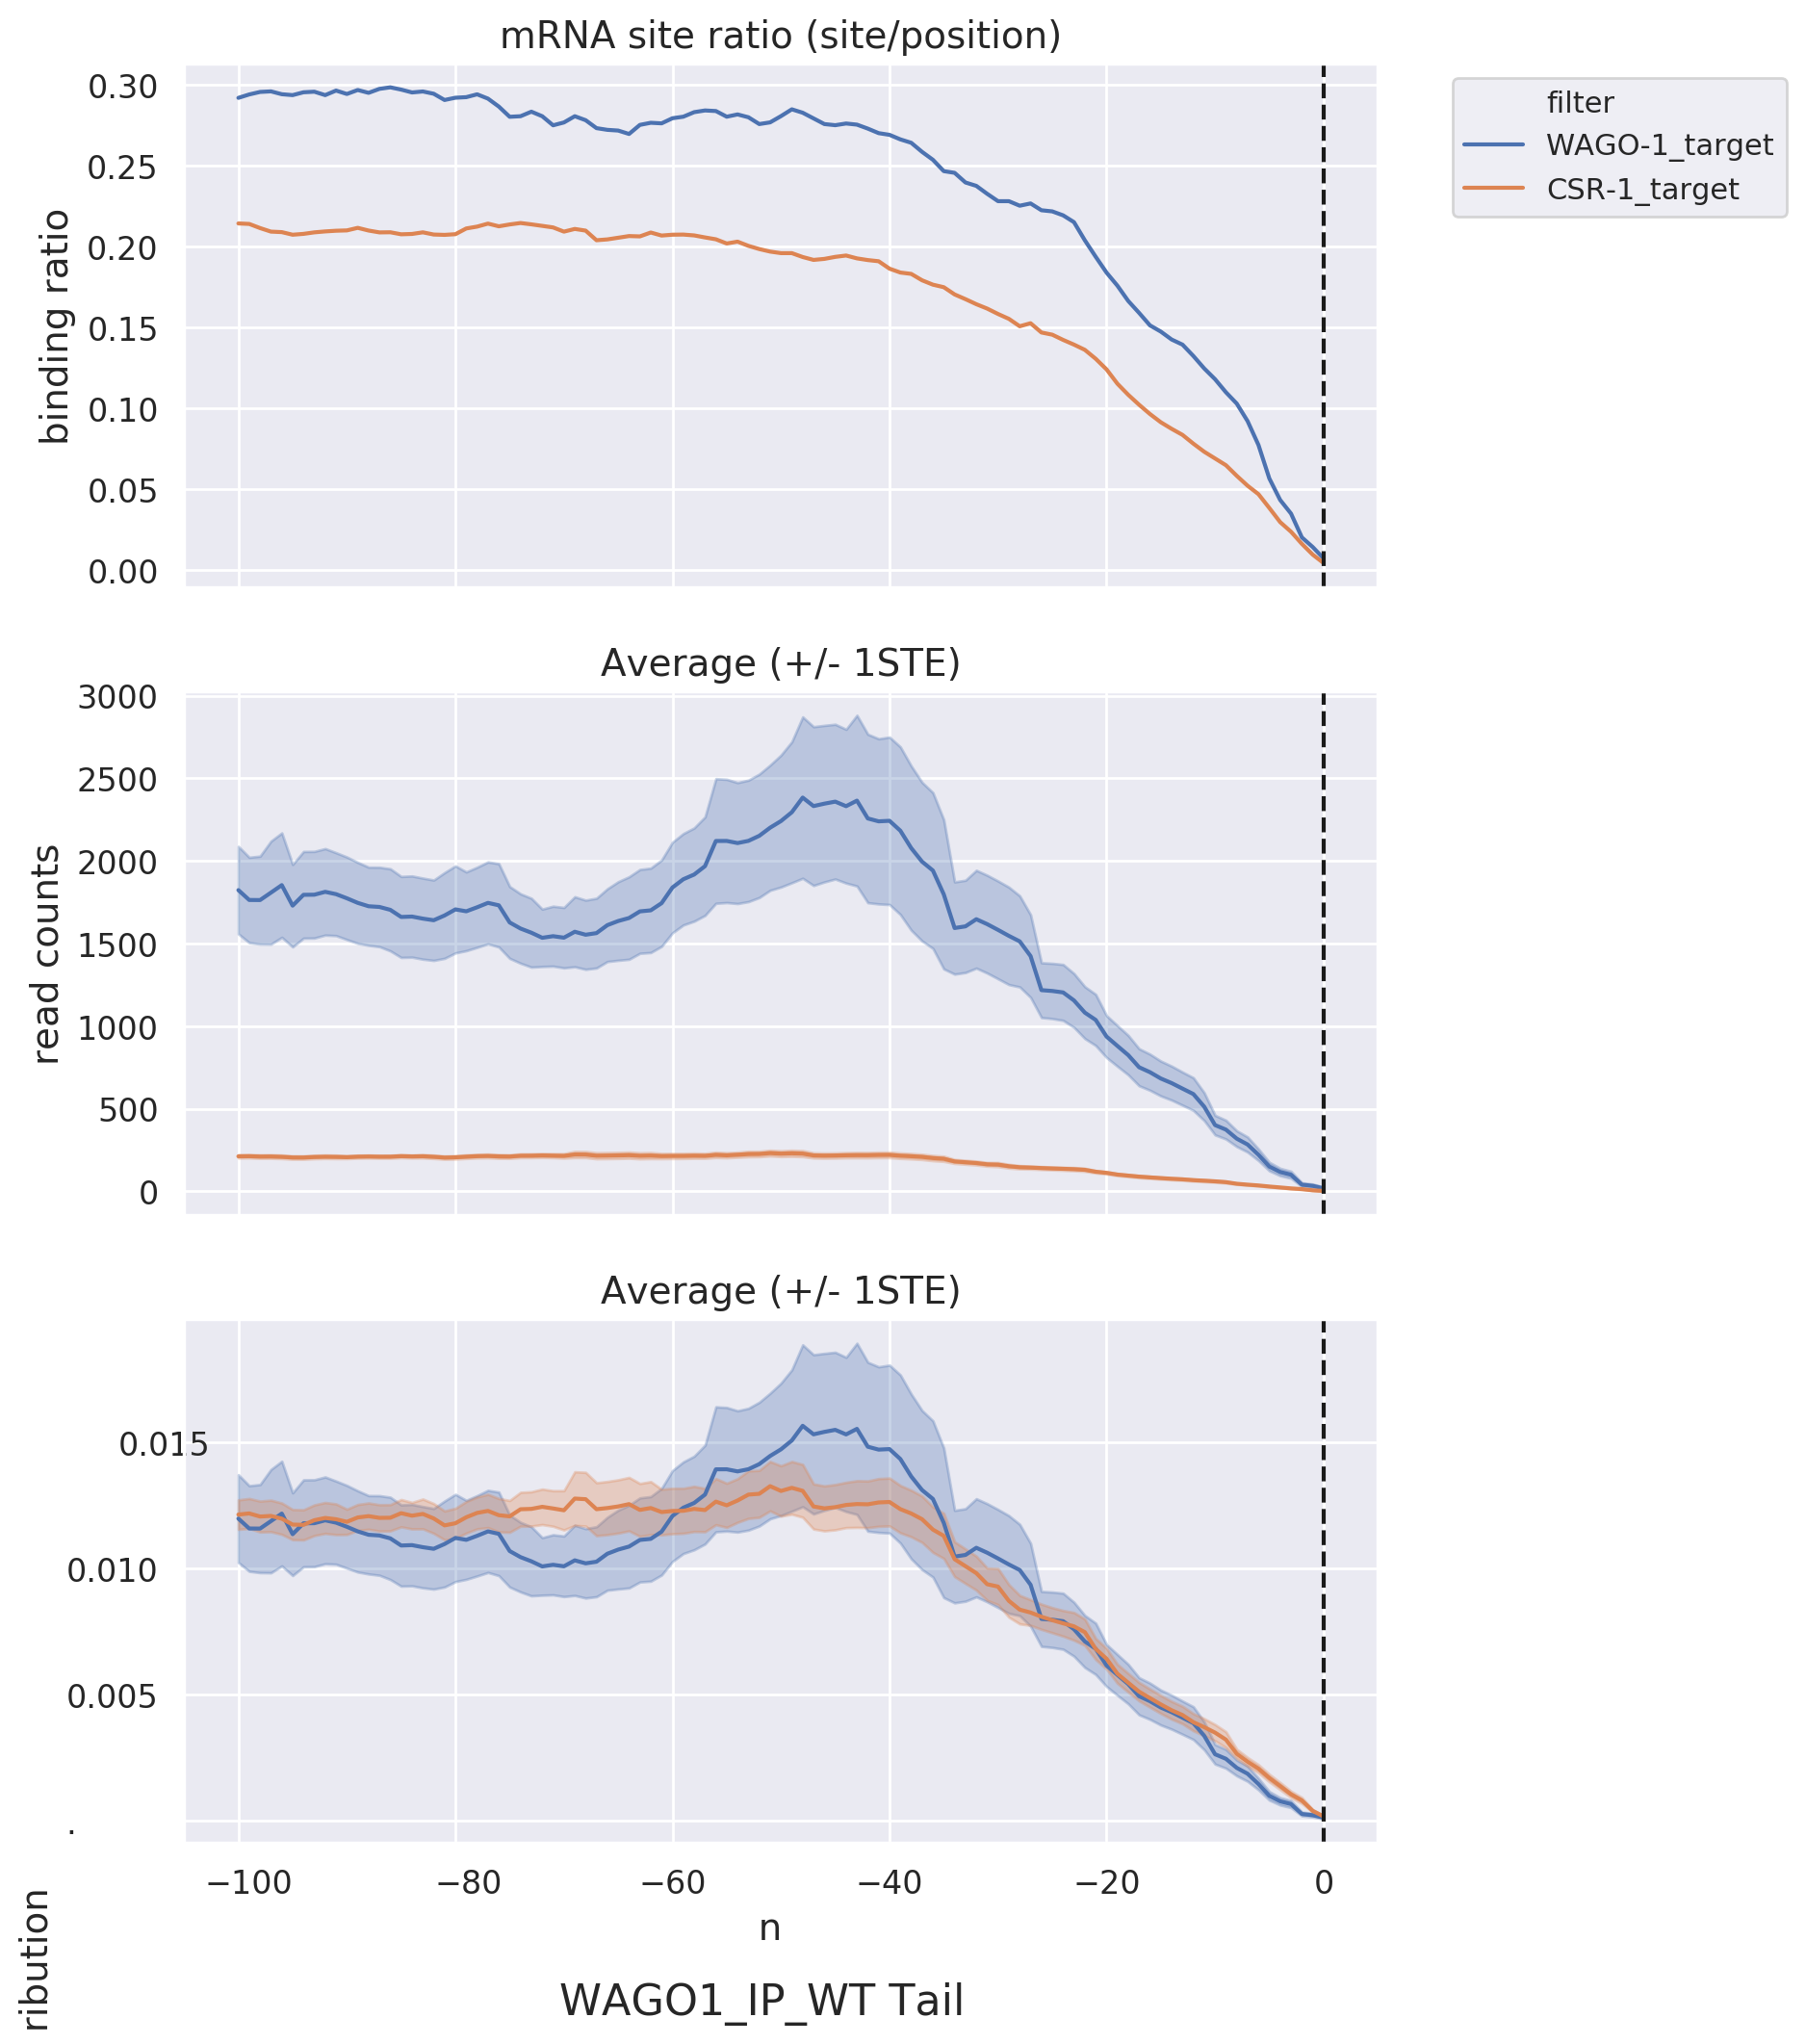 mRNA site ratio (site/position)
0.30
0.25
0.20
0.15
0.10
0.05
0.00
binding ratio
filter
WAGO-1_target
CSR-1_target
Average (+/- 1STE)
3000
2500
2000
1500
1000
500
0
read counts
Average (+/- 1STE)
0.015
0.010
0.005
.
ribution
−100 −80 −60 −40 −20 0
n
WAGO1_IP_WT Tail